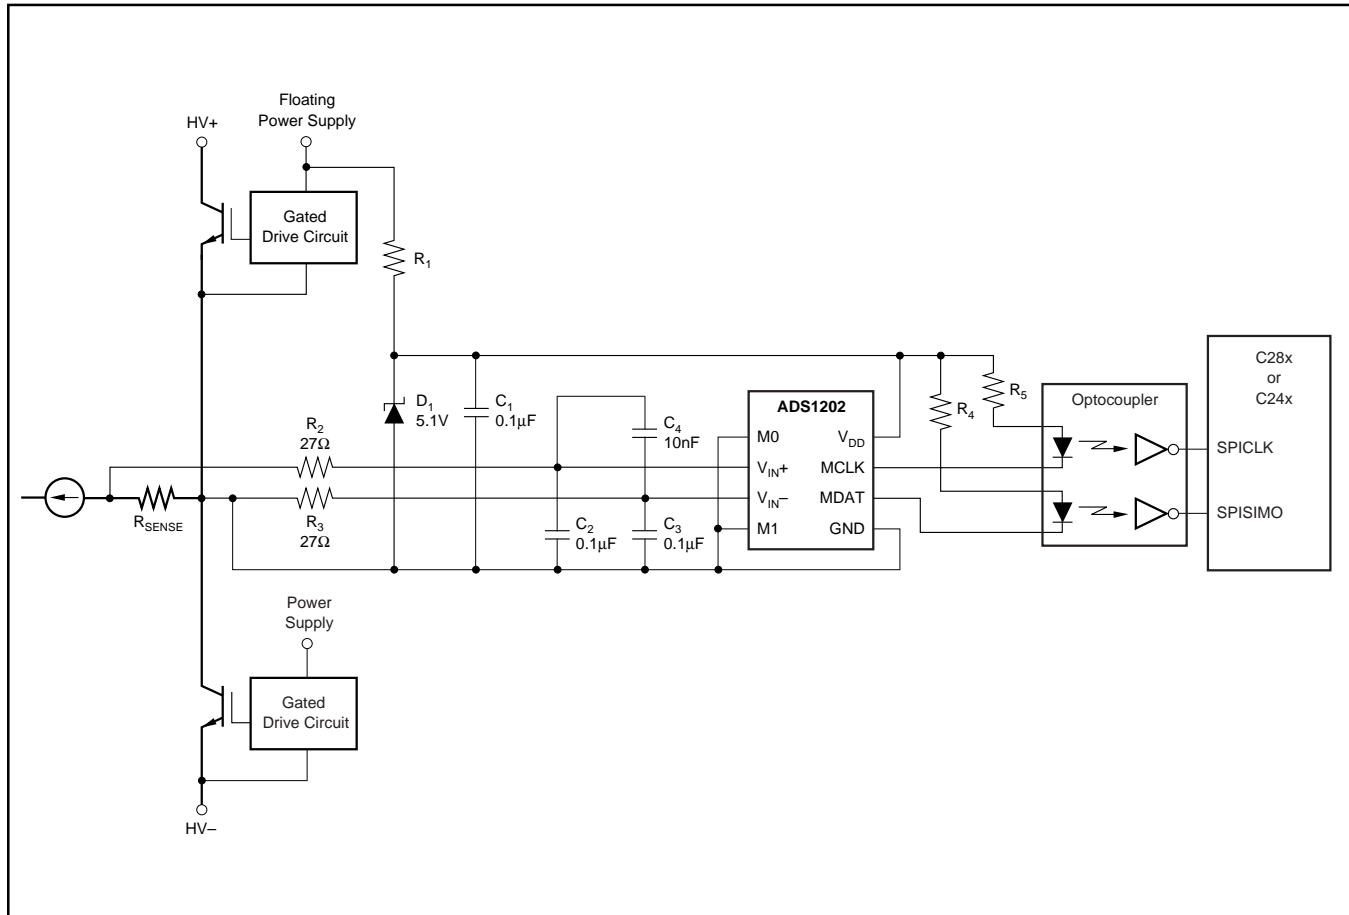 Floating
Power Supply
HV+
Gated
Drive Circuit
R1
D1
5.1V
C1
0.1μF
R2
27Ω
R3
27Ω
RSENSE
C4
10nF
C2
0.1μF
C3
0.1μF
ADS1202
M0
VDD
VIN+
MCLK
VIN–
MDAT
M1
GND
R4
R5
Optocoupler
C28x
or
C24x
SPICLK
SPISIMO
Power
Supply
Gated
Drive Circuit
HV–